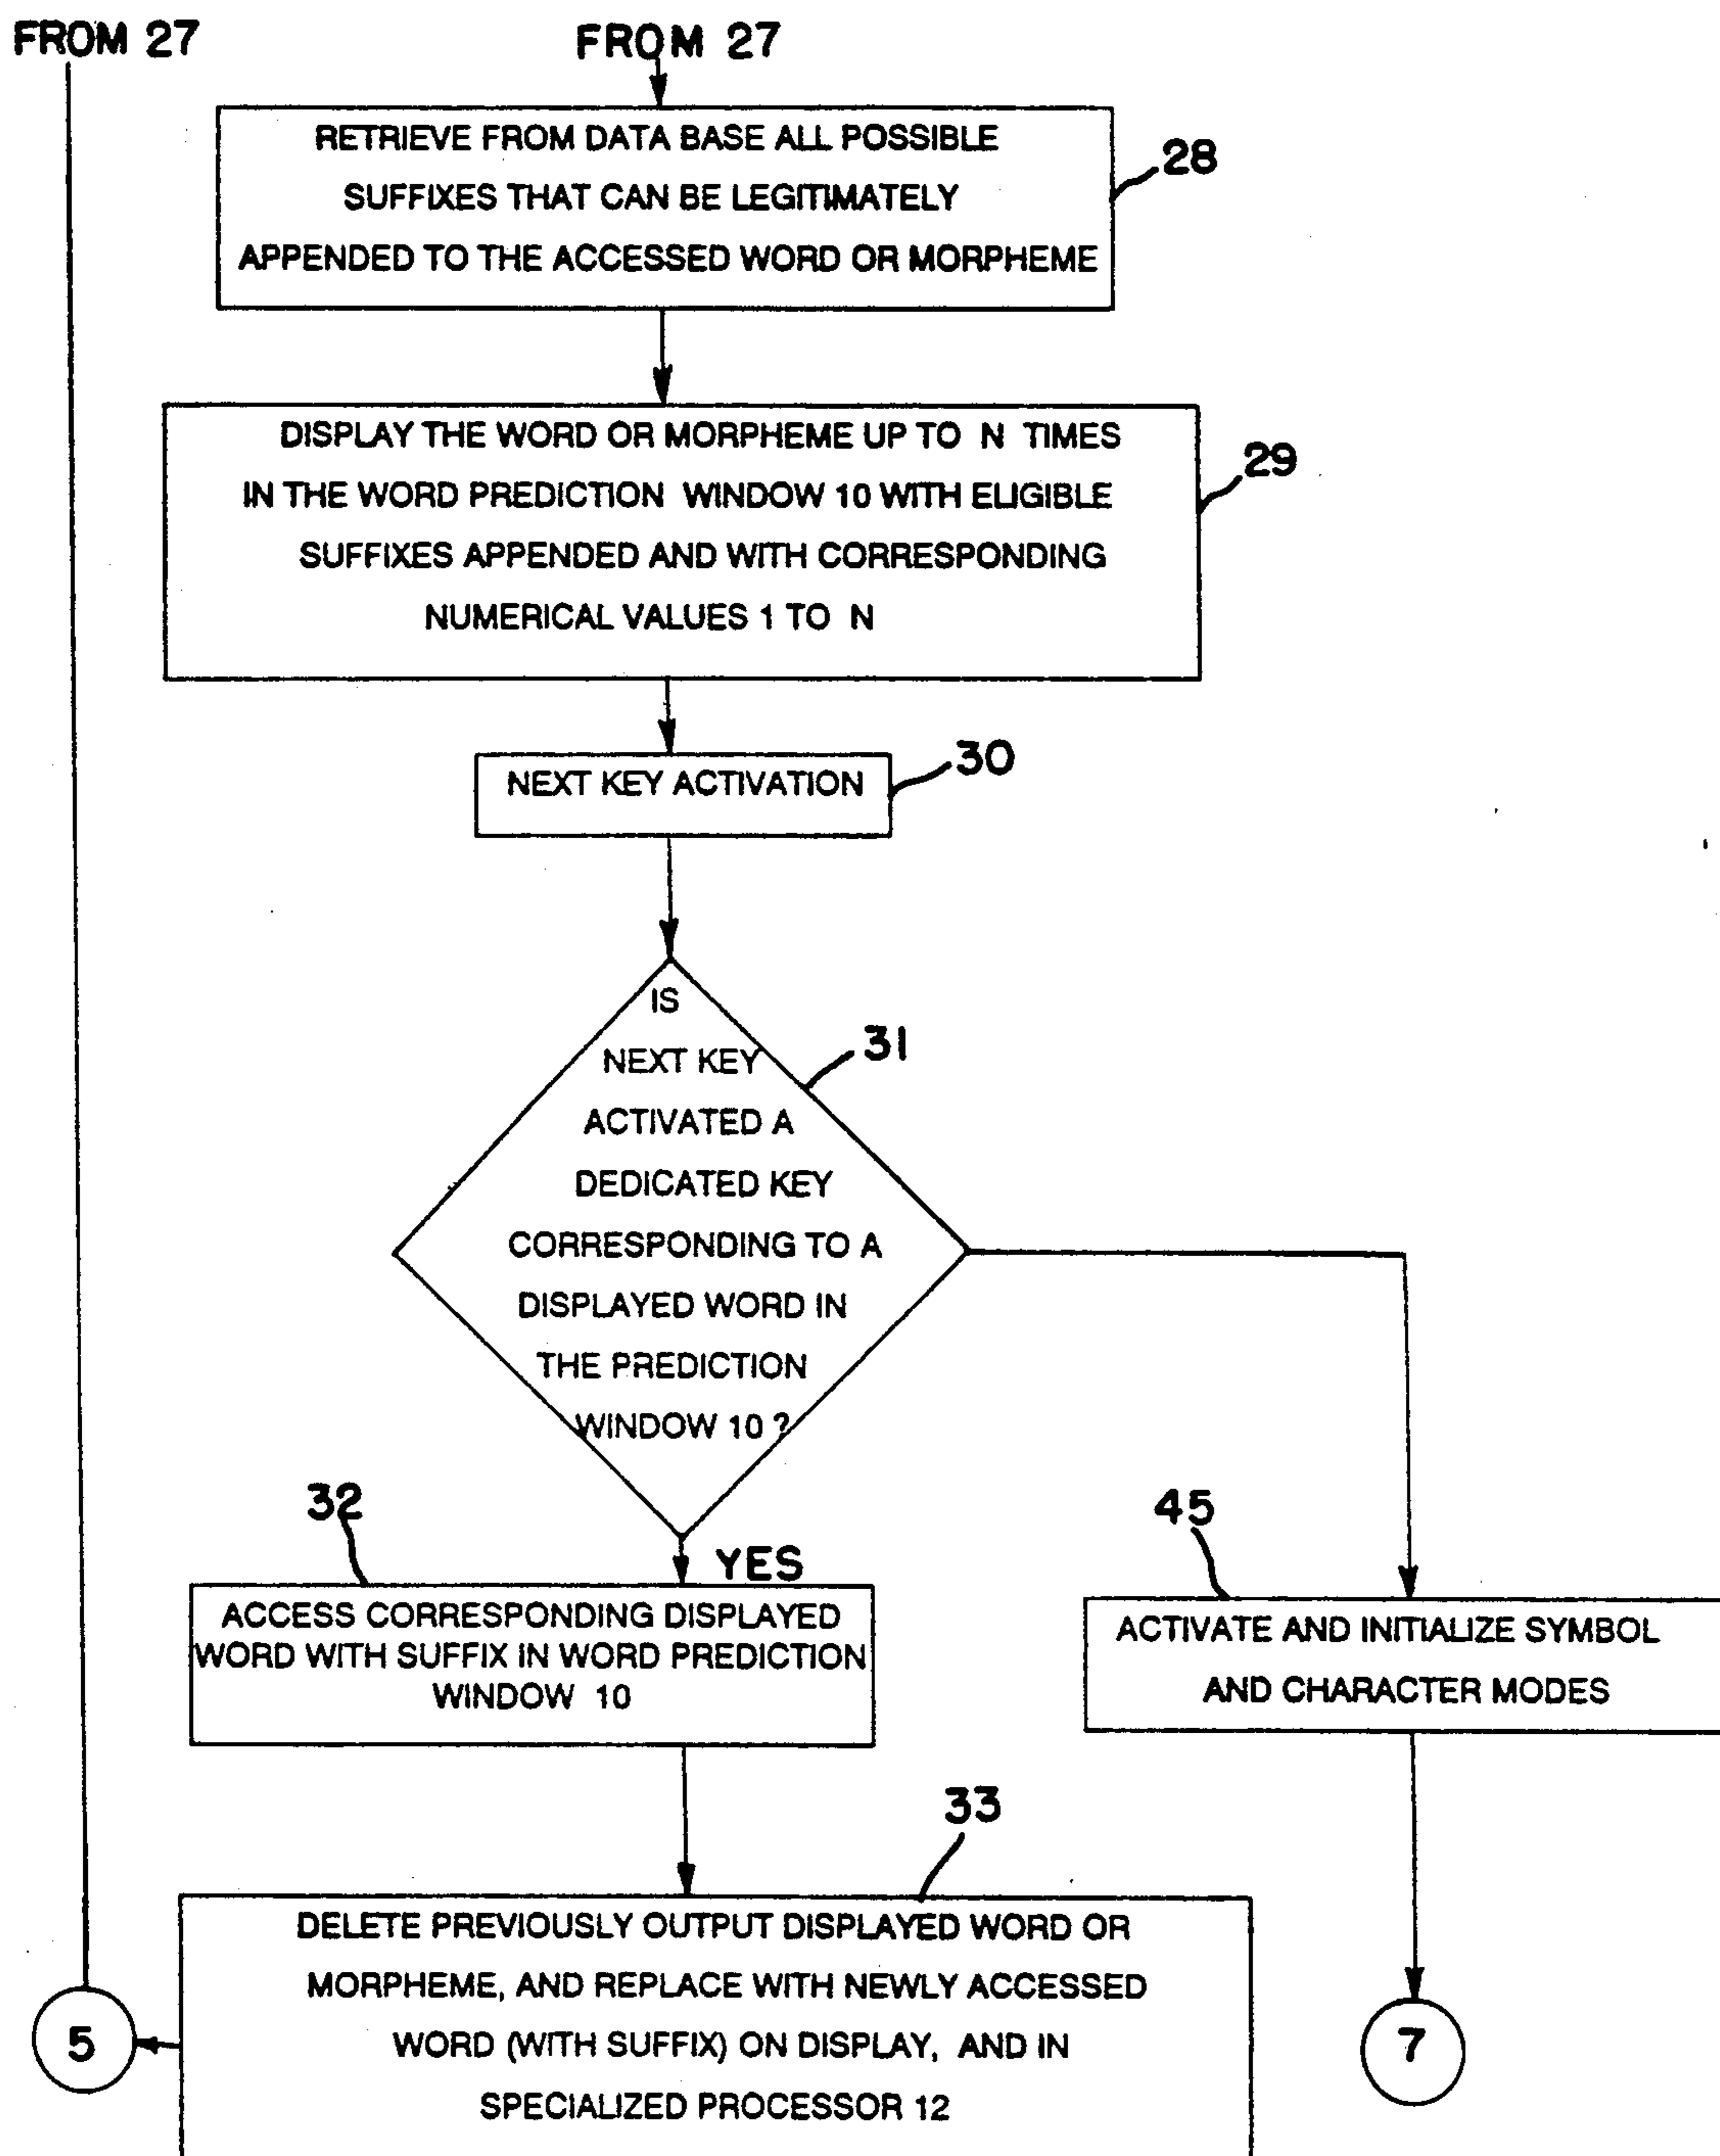 FROM 27
FROM 27
RETRIEVE FROM DATA BASE ALL POSSIBLE
SUFFIXES THAT CAN BE LEGITIMATELY
APPENDED TO THE ACCESSED WORD OR MORPHEME
28
DISPLAY THE WORD OR MORPHEME UP TO N TIMES
IN THE WORD PREDICTION WINDOW 10 WITH ELIGIBLE
SUFFIXES APPENDED AND WITH CORRESPONDING
NUMERICAL VALUES 1 TO N
29
NEXT KEY ACTIVATION
30
IS
NEXT KEY
ACTIVATED A
DEDICATED KEY
CORRESPONDING TO A
DISPLAYED WORD IN
THE PREDICTION
WINDOW 10 ?
31
YES
32
ACCESS CORRESPONDING DISPLAYED
WORD WITH SUFFIX IN WORD PREDICTION
WINDOW 10
45
ACTIVATE AND INITIALIZE SYMBOL
AND CHARACTER MODES
33
DELETE PREVIOUSLY OUTPUT DISPLAYED WORD OR
MORPHEME, AND REPLACE WITH NEWLY ACCESSED
WORD (WITH SUFFIX) ON DISPLAY, AND IN
SPECIALIZED PROCESSOR 12
5
7